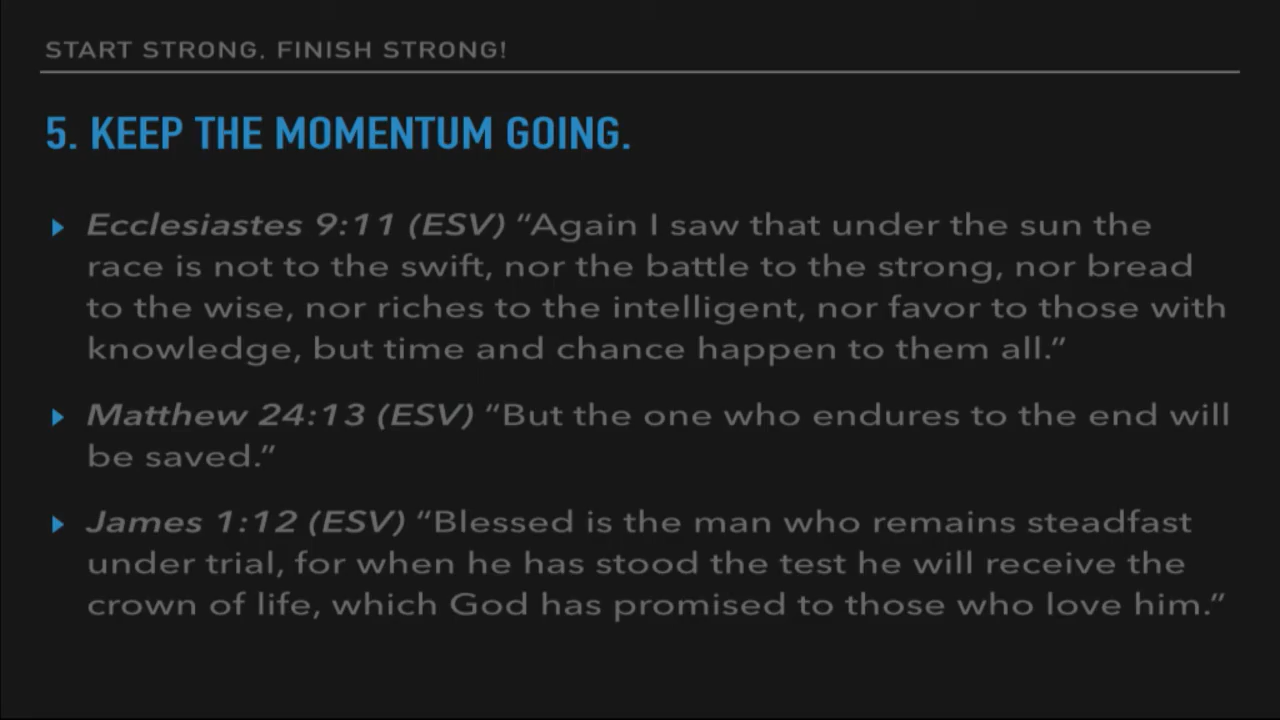 START STRONG, FINISH STRONG!
5. KEEP THE MOMENTUM GOING.
Ecclesiastes 9:11 (ESV) “Again I saw that under the sun the
race is not to the swift, nor the battle to the strong, nor bread
to the wise, nor riches to the intelligent, nor favor to those with
knowledge, but time and chance happen to them all.”
Matthew 24:13 (ESV) “But the one who endures to the end will
be saved.”
James 1:12 (ESV) “Blessed is the man who remains steadfast
under trial, for when he has stood the test he will receive the
crown of life, which God has promised to those who love him.”